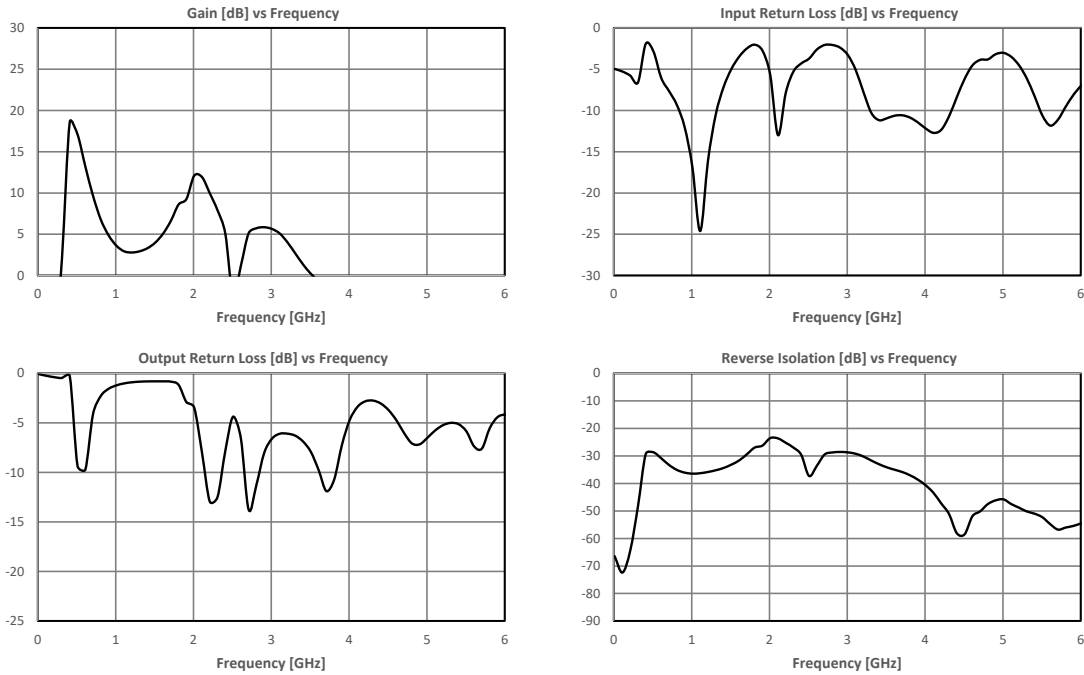 Gain [dB] vs Frequency
30
25
20
15
10
5
0
0 1 2 3 4 5 6
Frequency [GHz]
Input Return Loss [dB] vs Frequency
0
-5
-10
-15
-20
-25
-30
0 1 2 3 4 5 6
Frequency [GHz]
Output Return Loss [dB] vs Frequency
0
-5
-10
-15
-20
-25
0 1 2 3 4 5 6
Frequency [GHz]
Reverse Isolation [dB] vs Frequency
0
-10
-20
-30
-40
-50
-60
-70
-80
-90
0 1 2 3 4 5 6
Frequency [GHz]